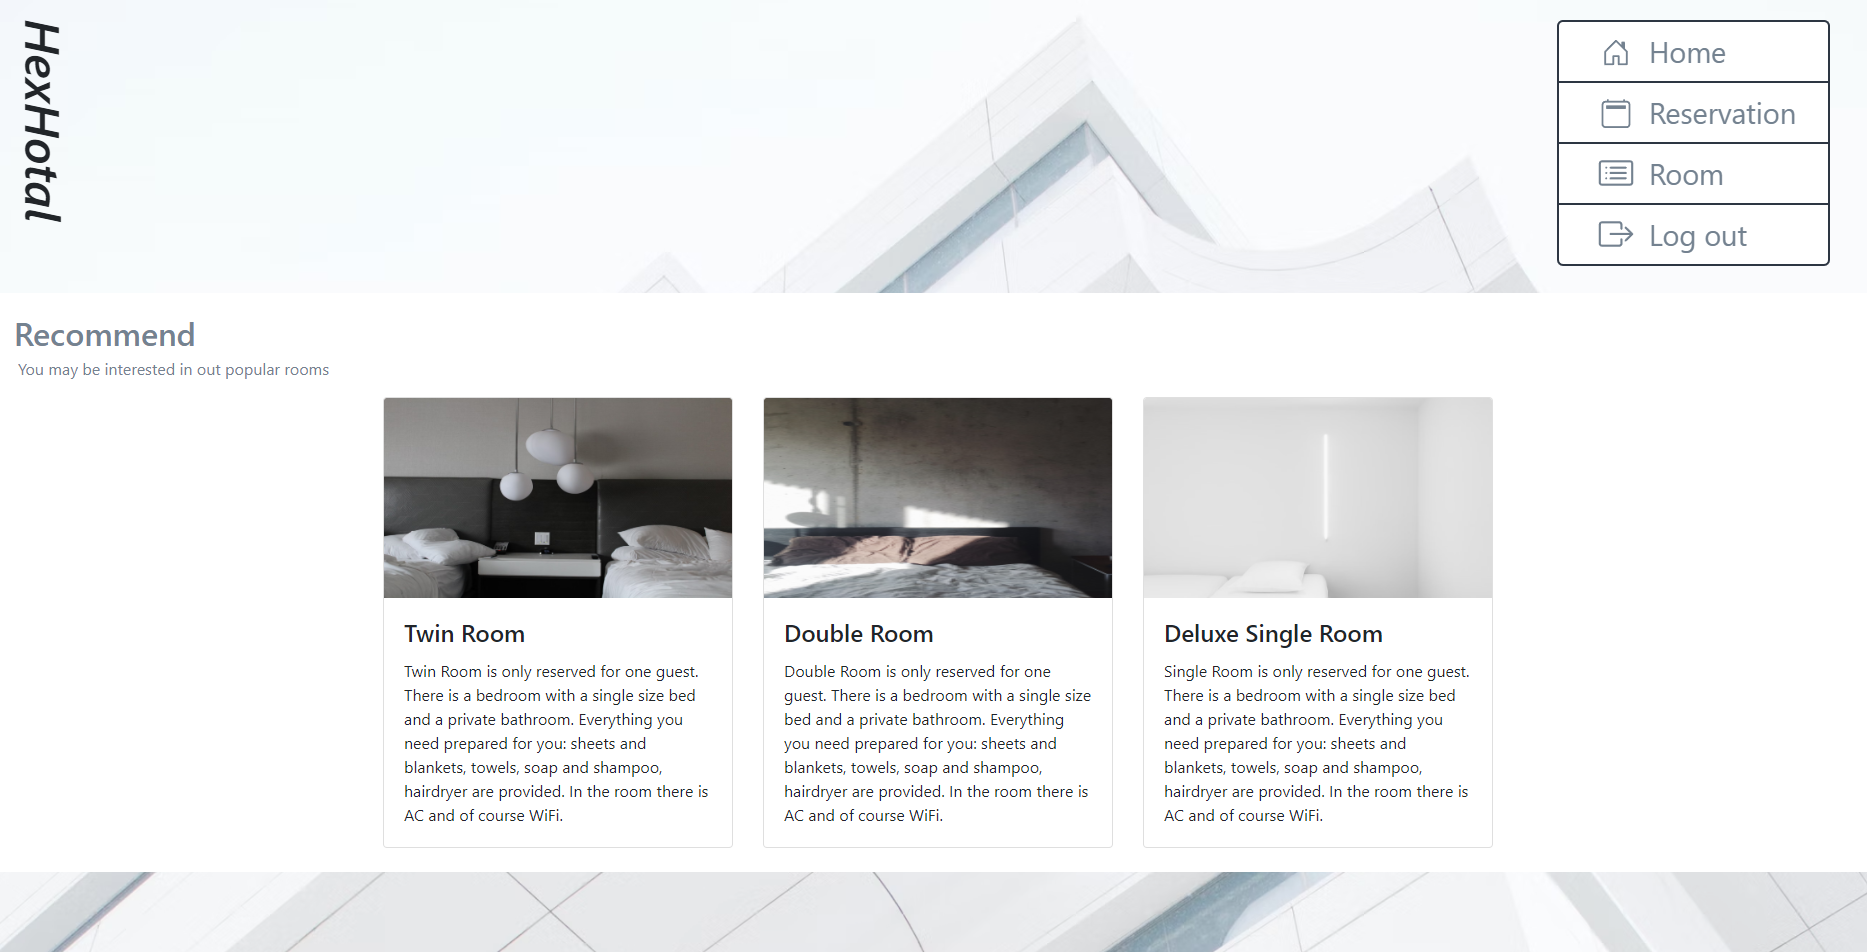 HexHotal
Home
Reservation
Room
Log out
Recommend
You may be interested in out popular rooms
Twin Room
Twin Room is only reserved for one guest.
There is a bedroom with a single size bed
and a private bathroom. Everything you
need prepared for you: sheets and
blankets, towels, soap and shampoo,
hairdryer are provided. In the room there is
AC and of course WiFi.
Double Room
Double Room is only reserved for one
guest. There is a bedroom with a single size
bed and a private bathroom. Everything
you need prepared for you: sheets and
blankets, towels, soap and shampoo,
hairdryer are provided. In the room there is
AC and of course WiFi.
Deluxe Single Room
Single Room is only reserved for one guest.
There is a bedroom with a single size bed
and a private bathroom. Everything you
need prepared for you: sheets and
blankets, towels, soap and shampoo,
hairdryer are provided. In the room there is
AC and of course WiFi.